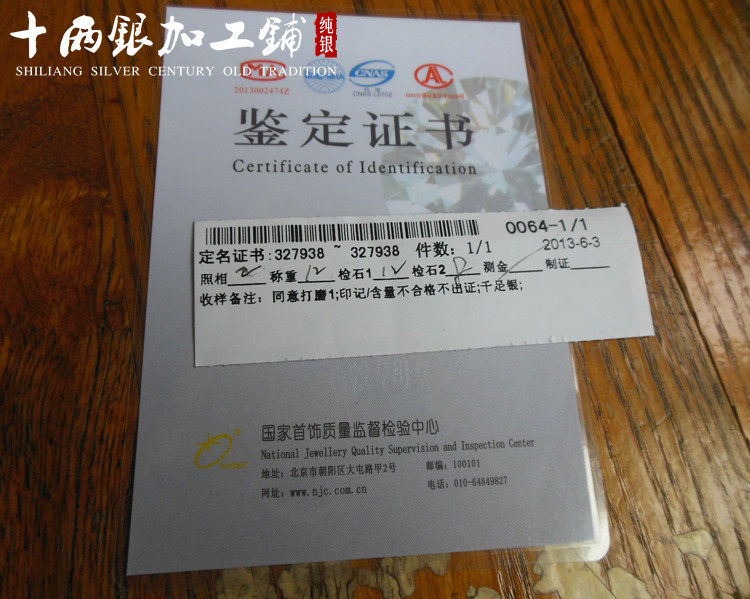 十两银加工铺 纯银
SHILIANG SILVER CENTURY OLD TRADITION
2013002474Z
CNAS
CNAS L0702
鉴定证书
Certificate of Identification
0064-1/1
定名证书:327938 ~ 327938 件数: 1/1
2013-6-3
照相 称重 12 检石1 检石2 测金 制证
收样备注: 同意打磨1;印记/含量不合格不出证;千足银;
国家首饰质量监督检验中心
National Jewellery Quality Supervision and Inspection Center
地址: 北京市朝阳区大屯路甲2号 邮编: 100101
网址: www.njc.com.cn 电话: 010-64849827